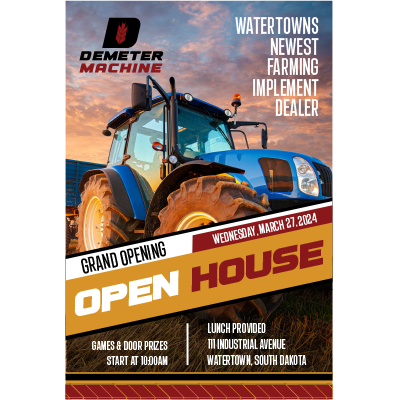 DEMETER
MACHINE
WATERTOWNS
NEWEST
FARMING
IMPLEMENT
DEALER
WEDNESDAY, MARCH 27, 2024
GRAND OPENING
OPEN HOUSE
GAMES & DOOR PRIZES
START AT 10:00AM
LUNCH PROVIDED
111 INDUSTRIAL AVENUE
WATERTOWN, SOUTH DAKOTA